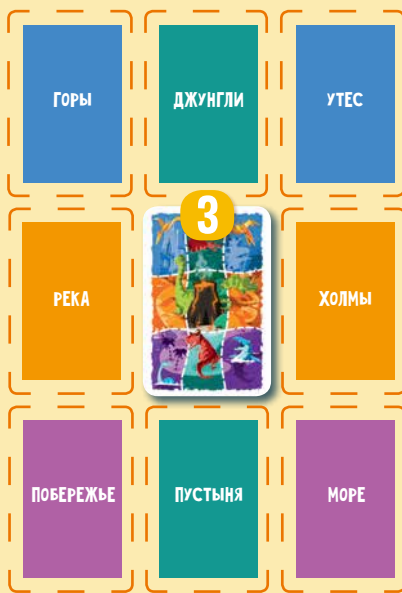 ГОРЫ
ДЖУНГЛИ
УТЕС
3
РЕКА
ХОЛМЫ
ПОБЕРЕЖЬЕ
ПУСТЫНЯ
МОРЕ